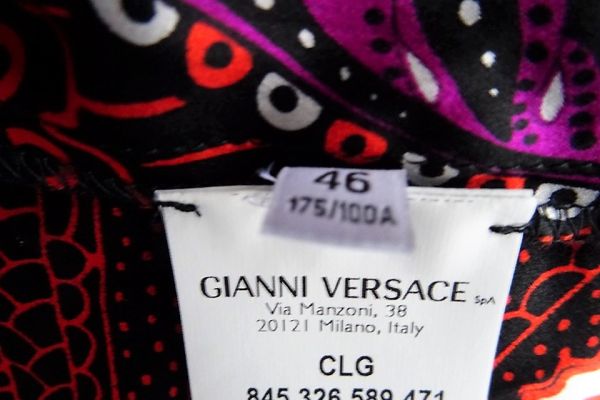 46
175/100A
GIANNI VERSACE SpA
Via Manzoni, 38
20121 Milano, Italy
CLG
845 326 589 471